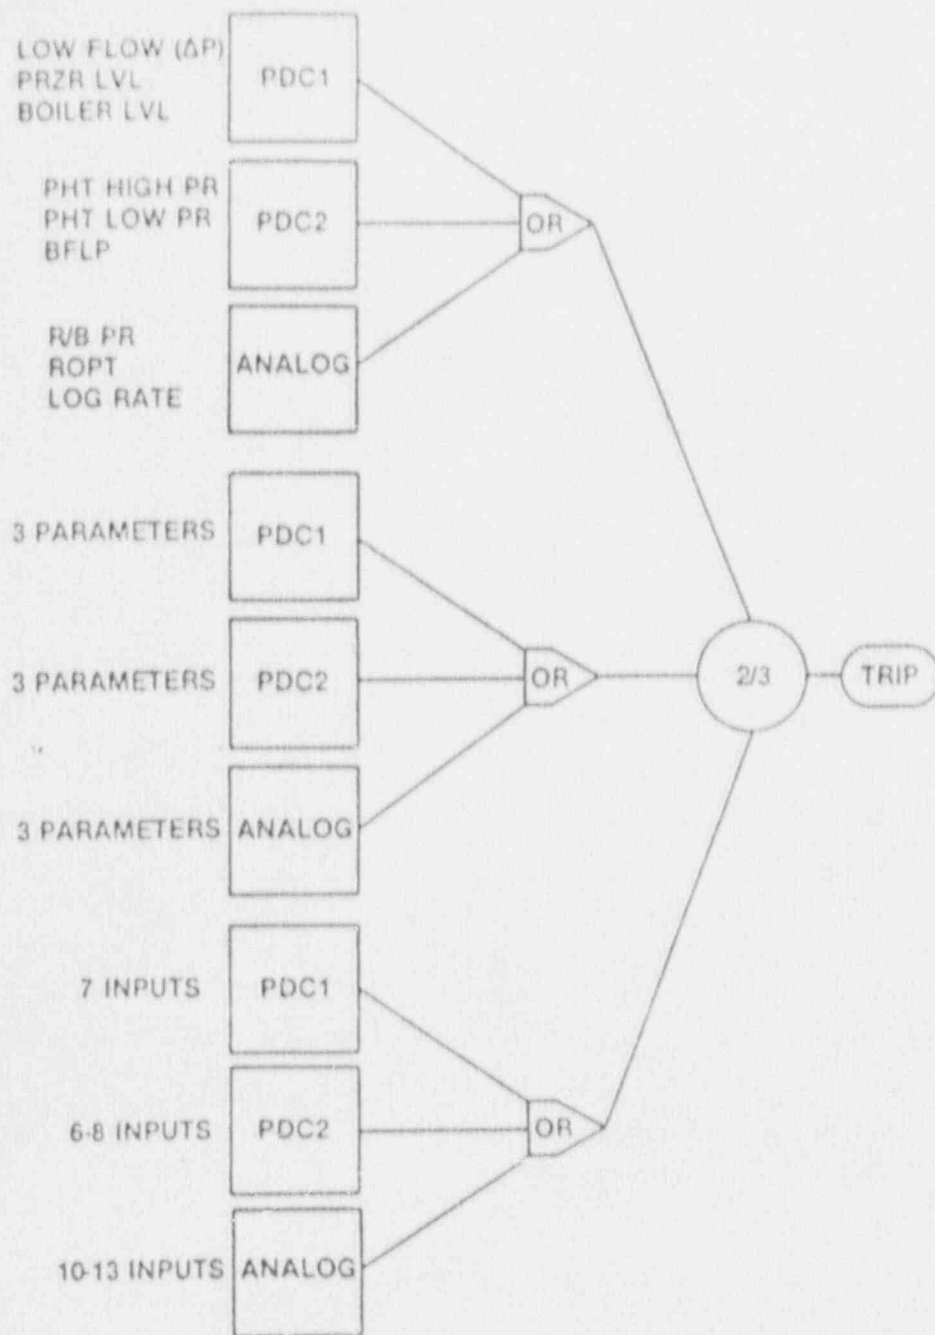 LOW FLOW (ΔP)
PRZR LVL
BOILER LVL
PDC1
PHT HIGH PR
PHT LOW PR
BFLP
PDC2
OR
R/B PR
ROPT
LOG RATE
ANALOG
3 PARAMETERS
PDC1
3 PARAMETERS
PDC2
OR
2/3
TRIP
3 PARAMETERS
ANALOG
7 INPUTS
PDC1
6-8 INPUTS
PDC2
OR
10-13 INPUTS
ANALOG